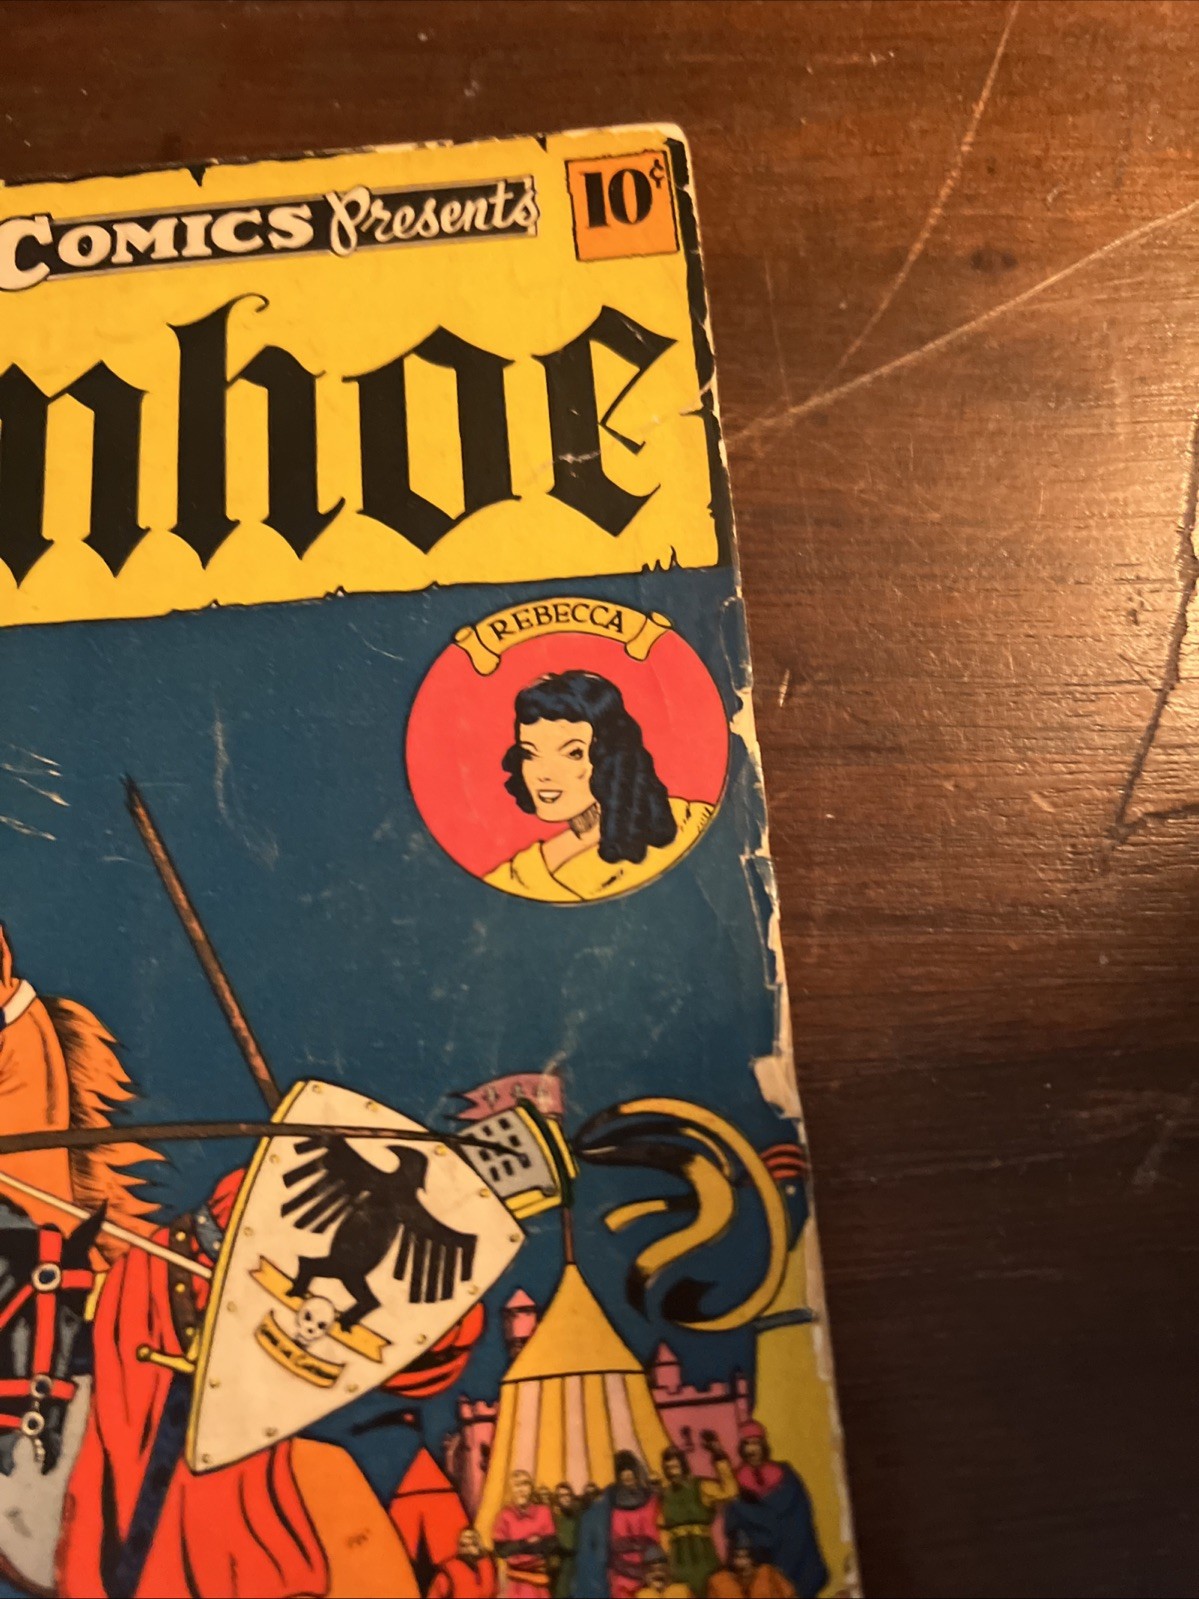 COMICS Presents
10¢
nhoe
REBECCA